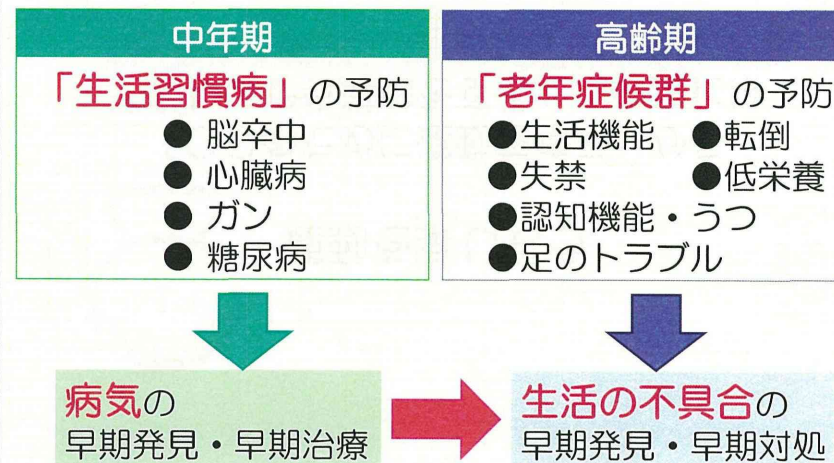 中年期
「生活習慣病」の予防
● 脳卒中
● 心臓病
● ガン
● 糖尿病
病気の
早期発見・早期治療
高齢期
「老年症候群」の予防
●生活機能 ●転倒
●失禁 ●低栄養
●認知機能・うつ
●足のトラブル
生活の不具合の
早期発見・早期対処